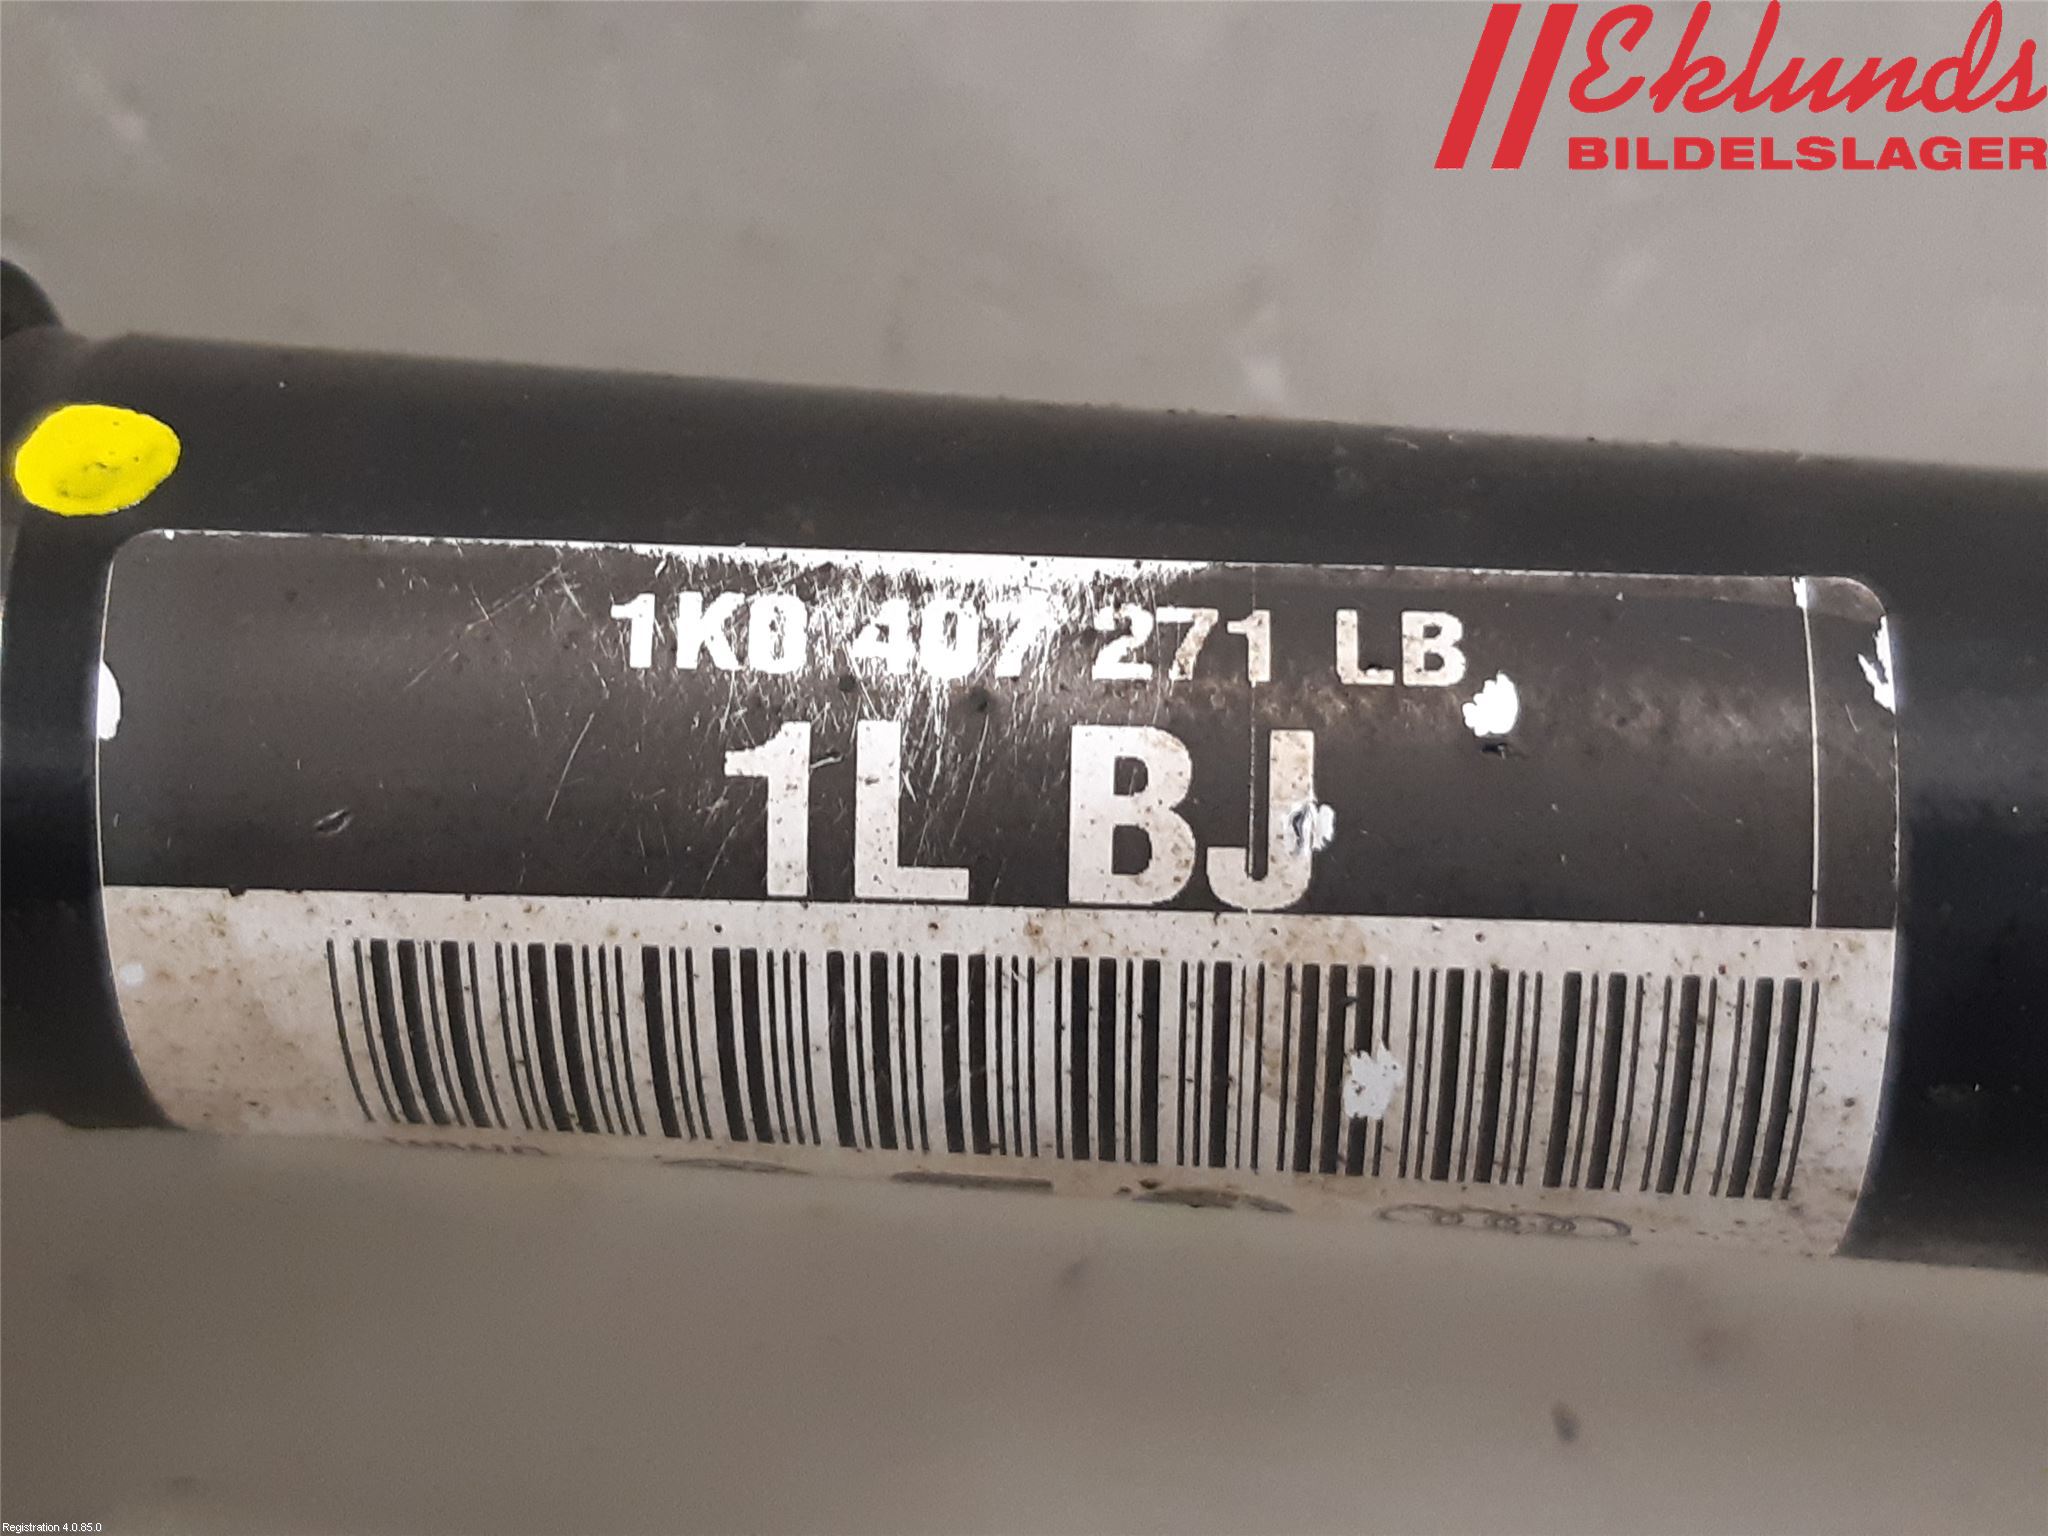 Eklunds
BILDELSLAGER
1K0 407 271 LB
1L BJ
Registration 4.0.85.0